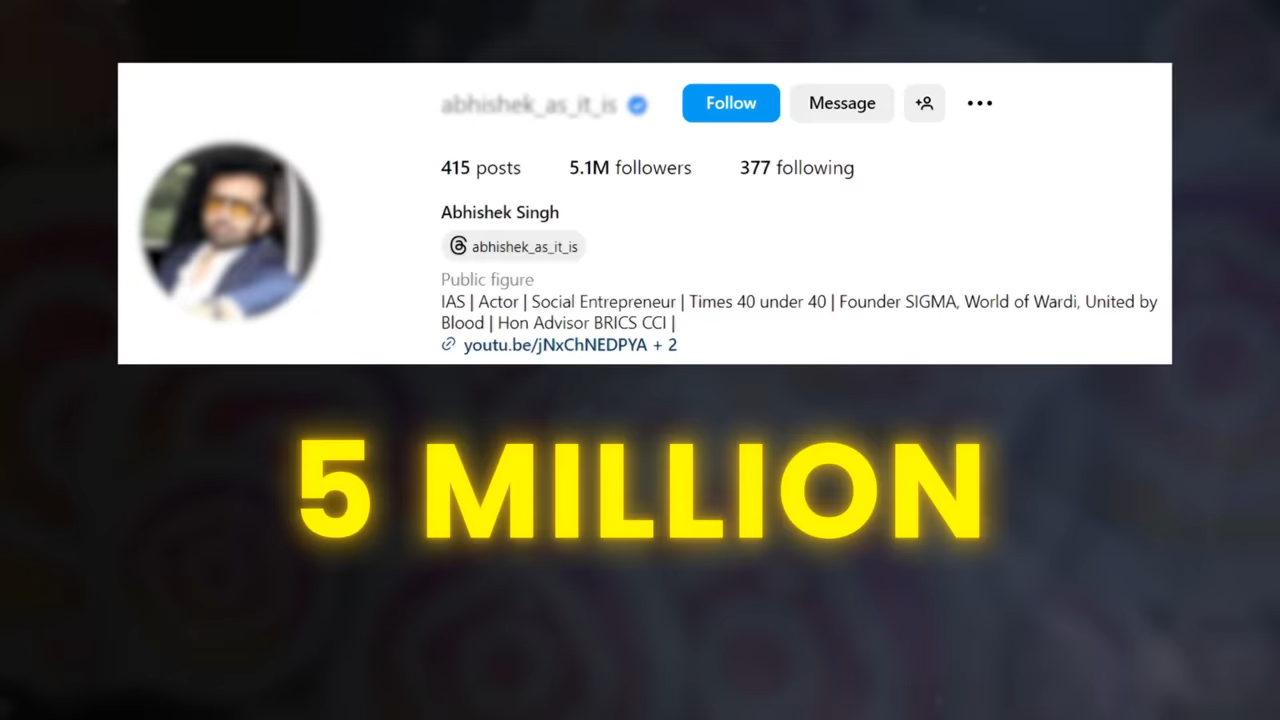 abhishek_as_it_is Follow Message
415 posts 5.1M followers 377 following
Abhishek Singh
abhishek_as_it_is
Public figure
IAS | Actor | Social Entrepreneur | Times 40 under 40 | Founder SIGMA, World of Wardi, United by
Blood | Hon Advisor BRICS CCI |
youtu.be/jNxChNEDPYA + 2
5 MILLION